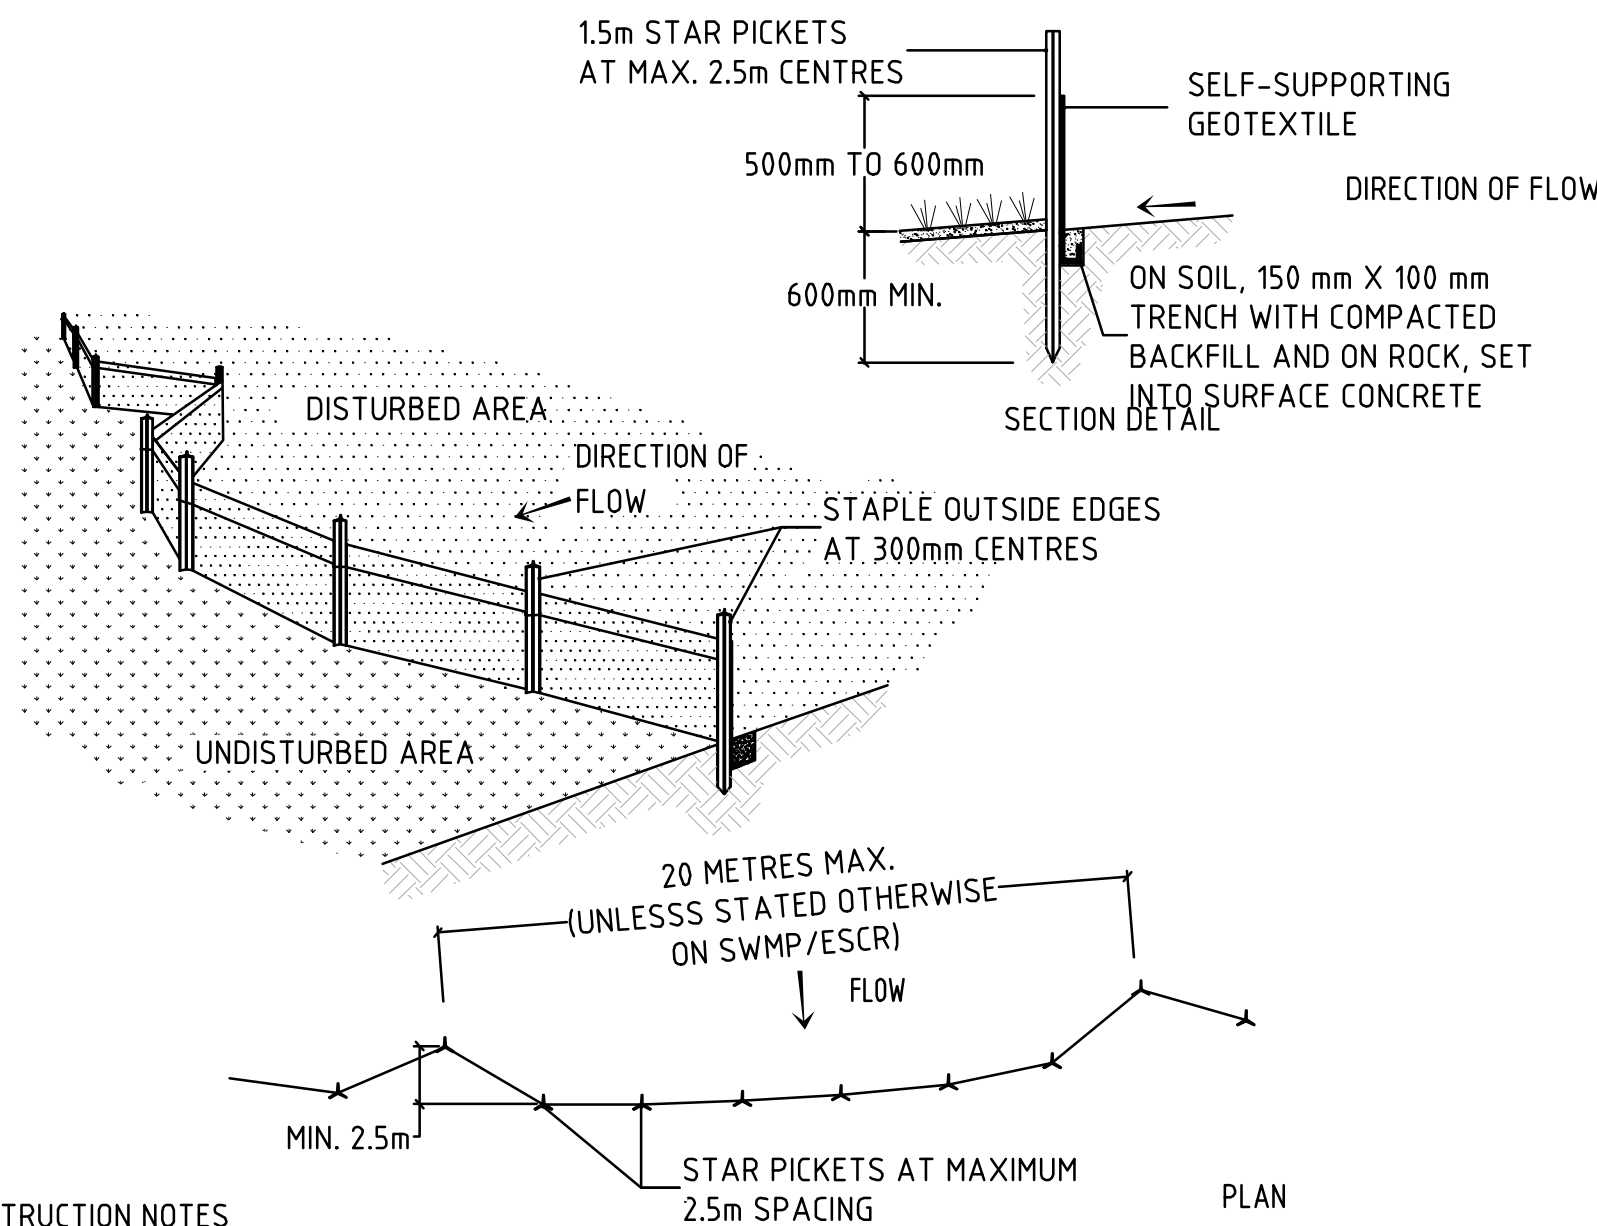 1.5m STAR PICKETS
AT MAX. 2.5m CENTRES
SELF-SUPPORTING
GEOTEXTILE
500mm TO 600mm
DIRECTION OF FLOW
600mm MIN.
ON SOIL, 150 mm X 100 mm
TRENCH WITH COMPACTED
BACKFILL AND ON ROCK, SET
INTO SURFACE CONCRETE
SECTION DETAIL
DISTURBED AREA
DIRECTION OF
FLOW
STAPLE OUTSIDE EDGES
AT 300mm CENTRES
UNDISTURBED AREA
20 METRES MAX.
(UNLESSS STATED OTHERWISE
ON SWMP/ESCR)
FLOW
MIN. 2.5m
STAR PICKETS AT MAXIMUM
2.5m SPACING
PLAN
TRUCTION NOTES